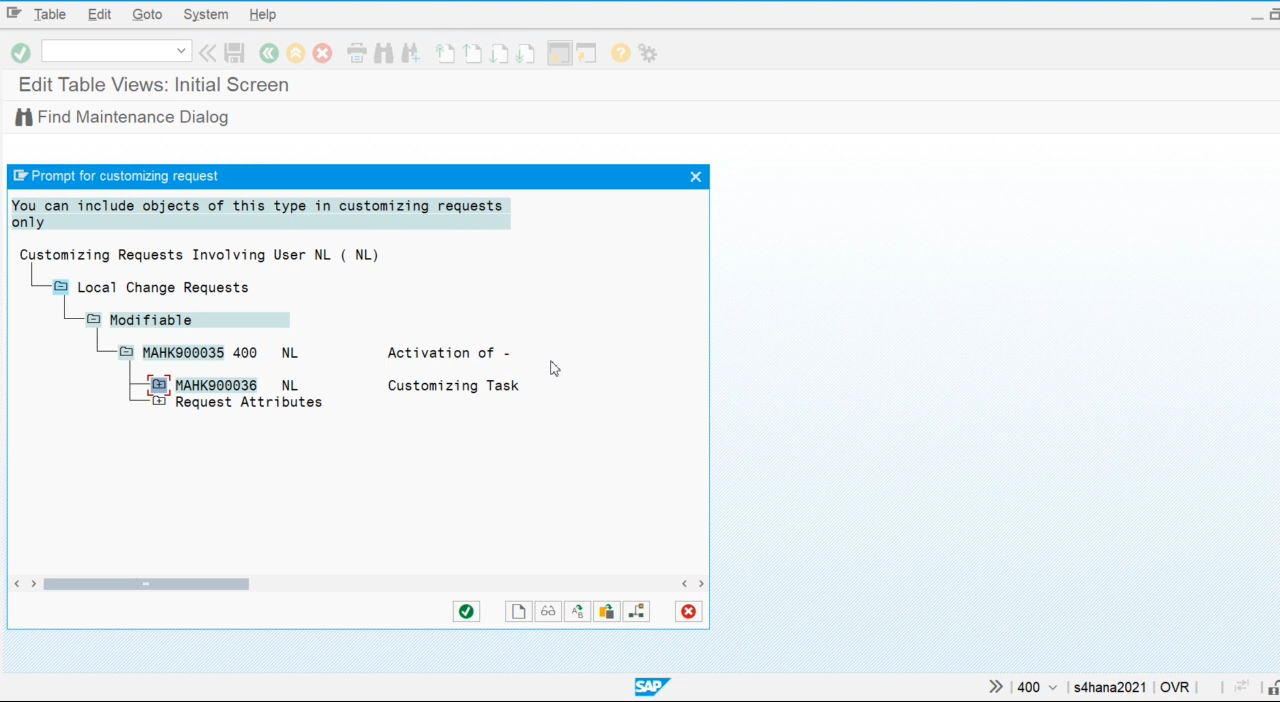 Table Edit Goto System Help
Edit Table Views: Initial Screen
Find Maintenance Dialog
Prompt for customizing request
You can include objects of this type in customizing requests
only
Customizing Requests Involving User NL ( NL)
Local Change Requests
Modifiable
MAHK900035 400 NL Activation of -
MAHK900036 NL Customizing Task
Request Attributes
SAP 400 s4hana2021 OVR